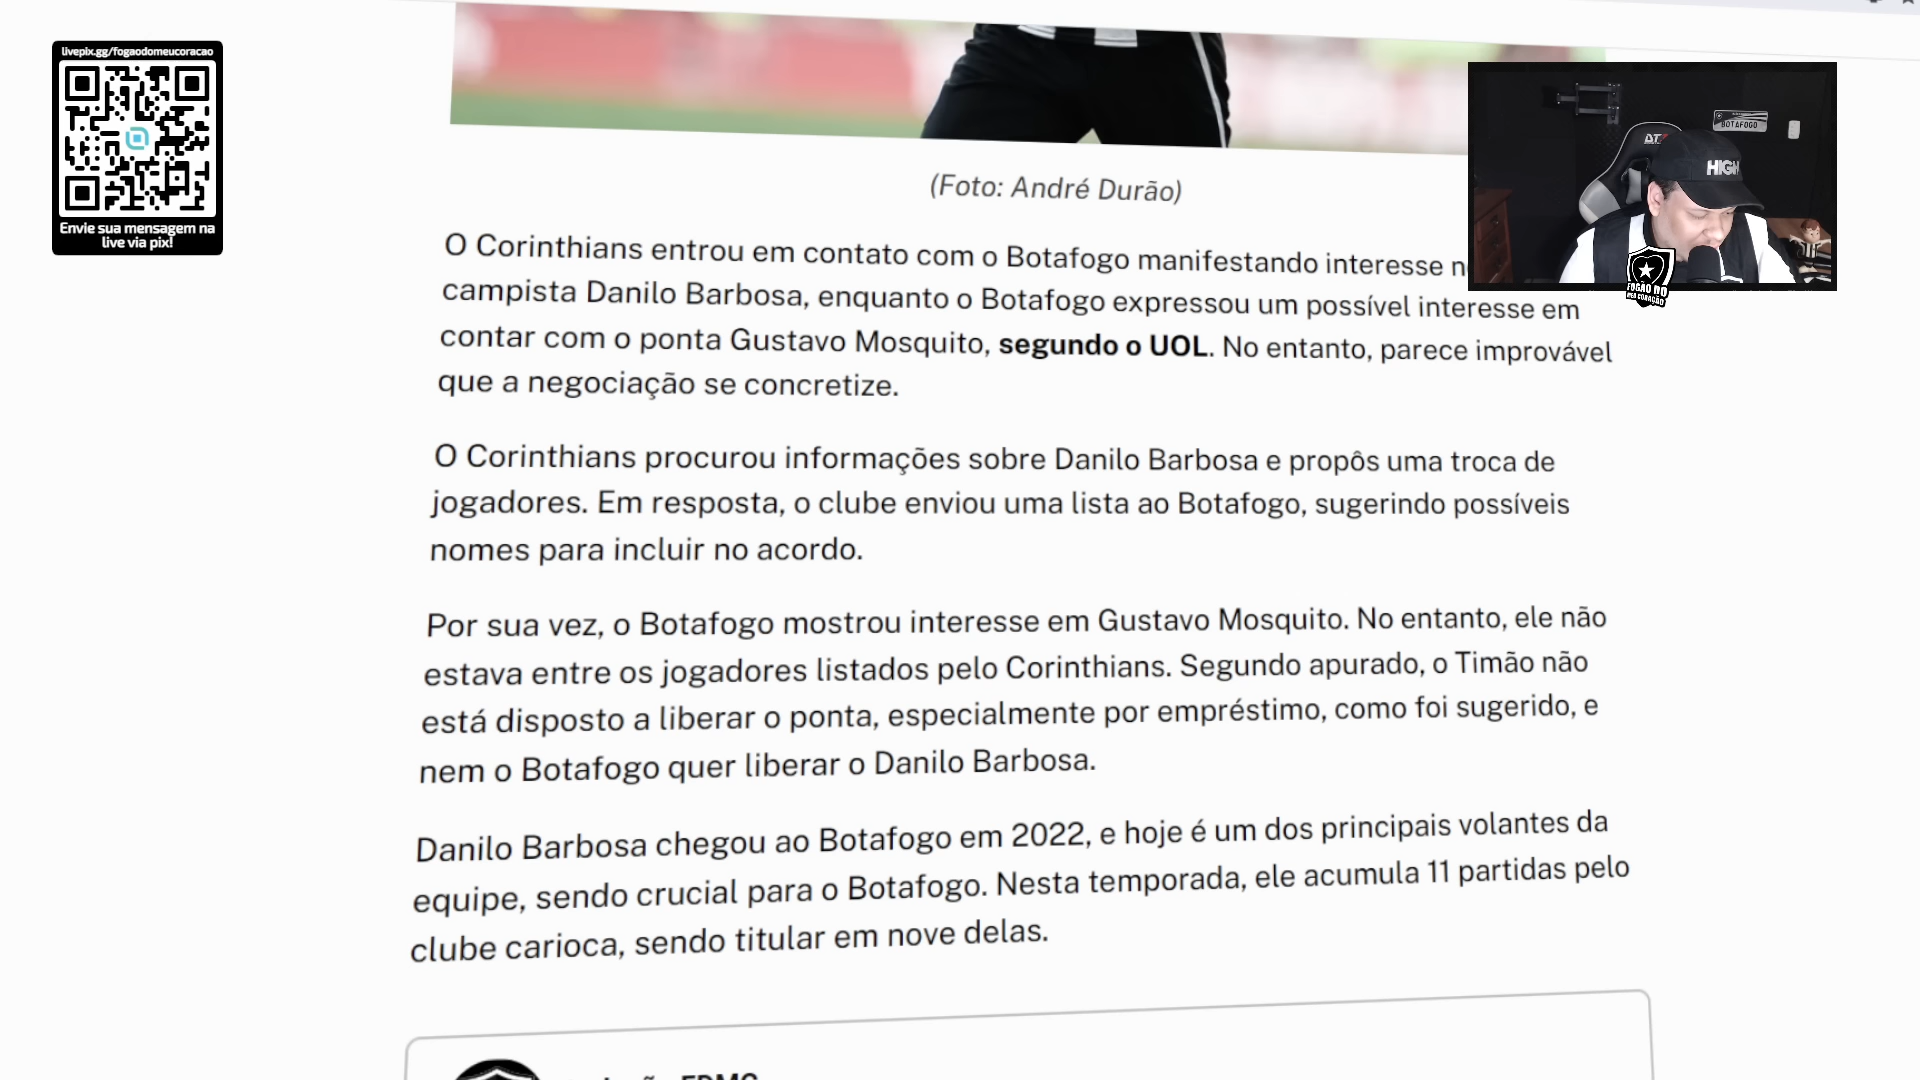 livepix.gg/fogaodomeucoracao
Envie sua mensagem na
live via pix!
BOTAFOGO
HIGH
FOGÃO DO
MEU CORAÇÃO
(Foto: André Durão)
O Corinthians entrou em contato com o Botafogo manifestando interesse
campista Danilo Barbosa, enquanto o Botafogo expressou um possível interesse em
contar com o ponta Gustavo Mosquito, segundo o UOL. No entanto, parece improvável
que a negociação se concretize.
O Corinthians procurou informações sobre Danilo Barbosa e propôs uma troca de
jogadores. Em resposta, o clube enviou uma lista ao Botafogo, sugerindo possíveis
nomes para incluir no acordo.
Por sua vez, o Botafogo mostrou interesse em Gustavo Mosquito. No entanto, ele não
estava entre os jogadores listados pelo Corinthians. Segundo apurado, o Timão não
está disposto a liberar o ponta, especialmente por empréstimo, como foi sugerido, e
nem o Botafogo quer liberar o Danilo Barbosa.
Danilo Barbosa chegou ao Botafogo em 2022, e hoje é um dos principais volantes da
equipe, sendo crucial para o Botafogo. Nesta temporada, ele acumula 11 partidas pelo
clube carioca, sendo titular em nove delas.